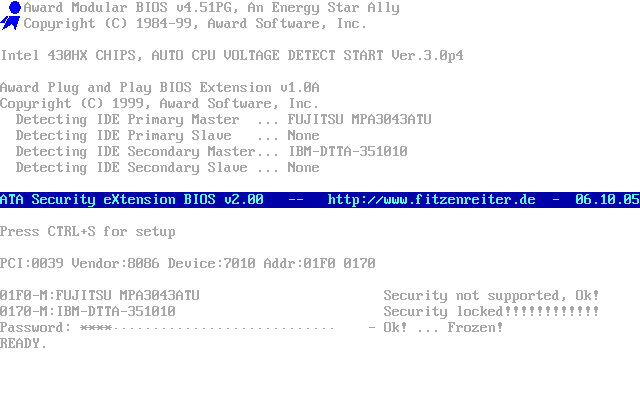 Award Modular BIOS v4.51PG, An Energy Star Ally
Copyright (C) 1984-99, Award Software, Inc.
Intel 430HX CHIPS, AUTO CPU VOLTAGE DETECT START Ver.3.0p4
Award Plug and Play BIOS Extension v1.0A
Copyright (C) 1999, Award Software, Inc.
Detecting IDE Primary Master ... FUJITSU MPA3043ATU
Detecting IDE Primary Slave ... None
Detecting IDE Secondary Master... IBM-DTTA-351010
Detecting IDE Secondary Slave ... None
ATA Security eXtension BIOS v2.00 -- http://www.fitzenreiter.de - 06.10.05
Press CTRL+S for setup
PCI:0039 Vendor:8086 Device:7010 Addr:01F0 0170
01F0-M:FUJITSU MPA3043ATU Security not supported, Ok!
0170-M:IBM-DTTA-351010 Security locked!!!!!!!!!!!!
Password: ****···························· - Ok! ... Frozen!
READY.